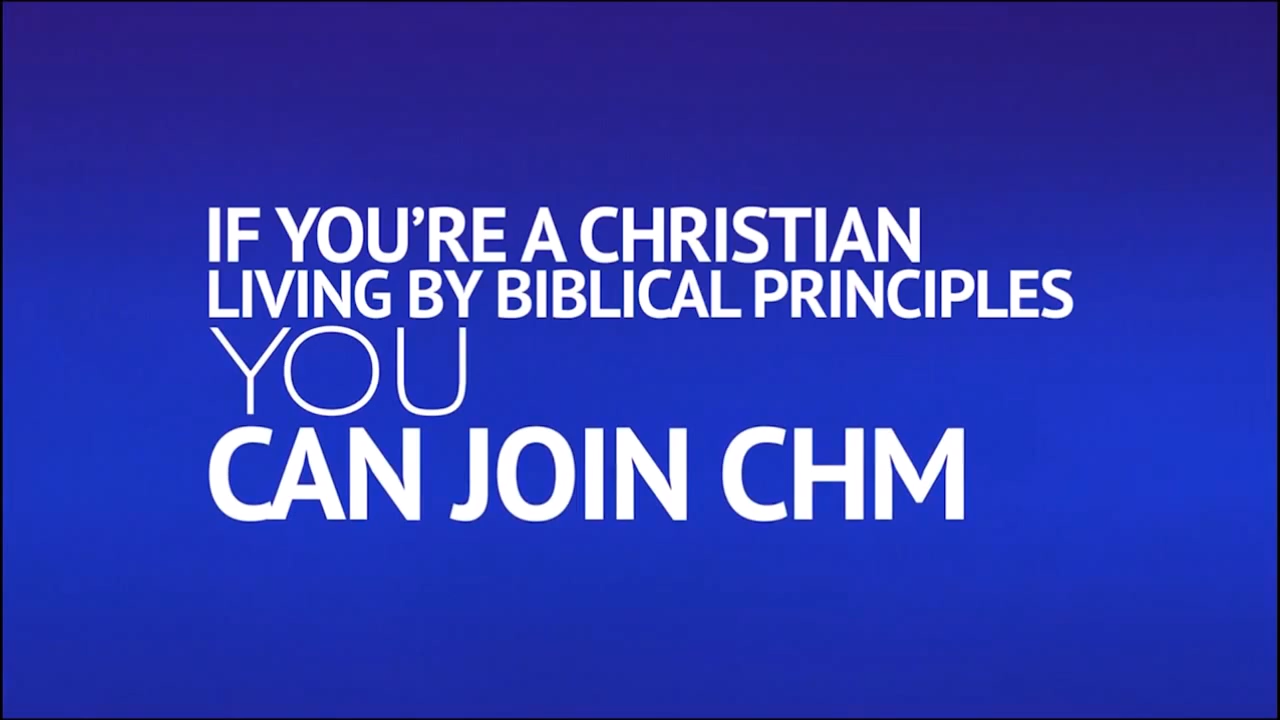 IF YOU’RE A CHRISTIAN
LIVING BY BIBLICAL PRINCIPLES
YOU
CAN JOIN CHM